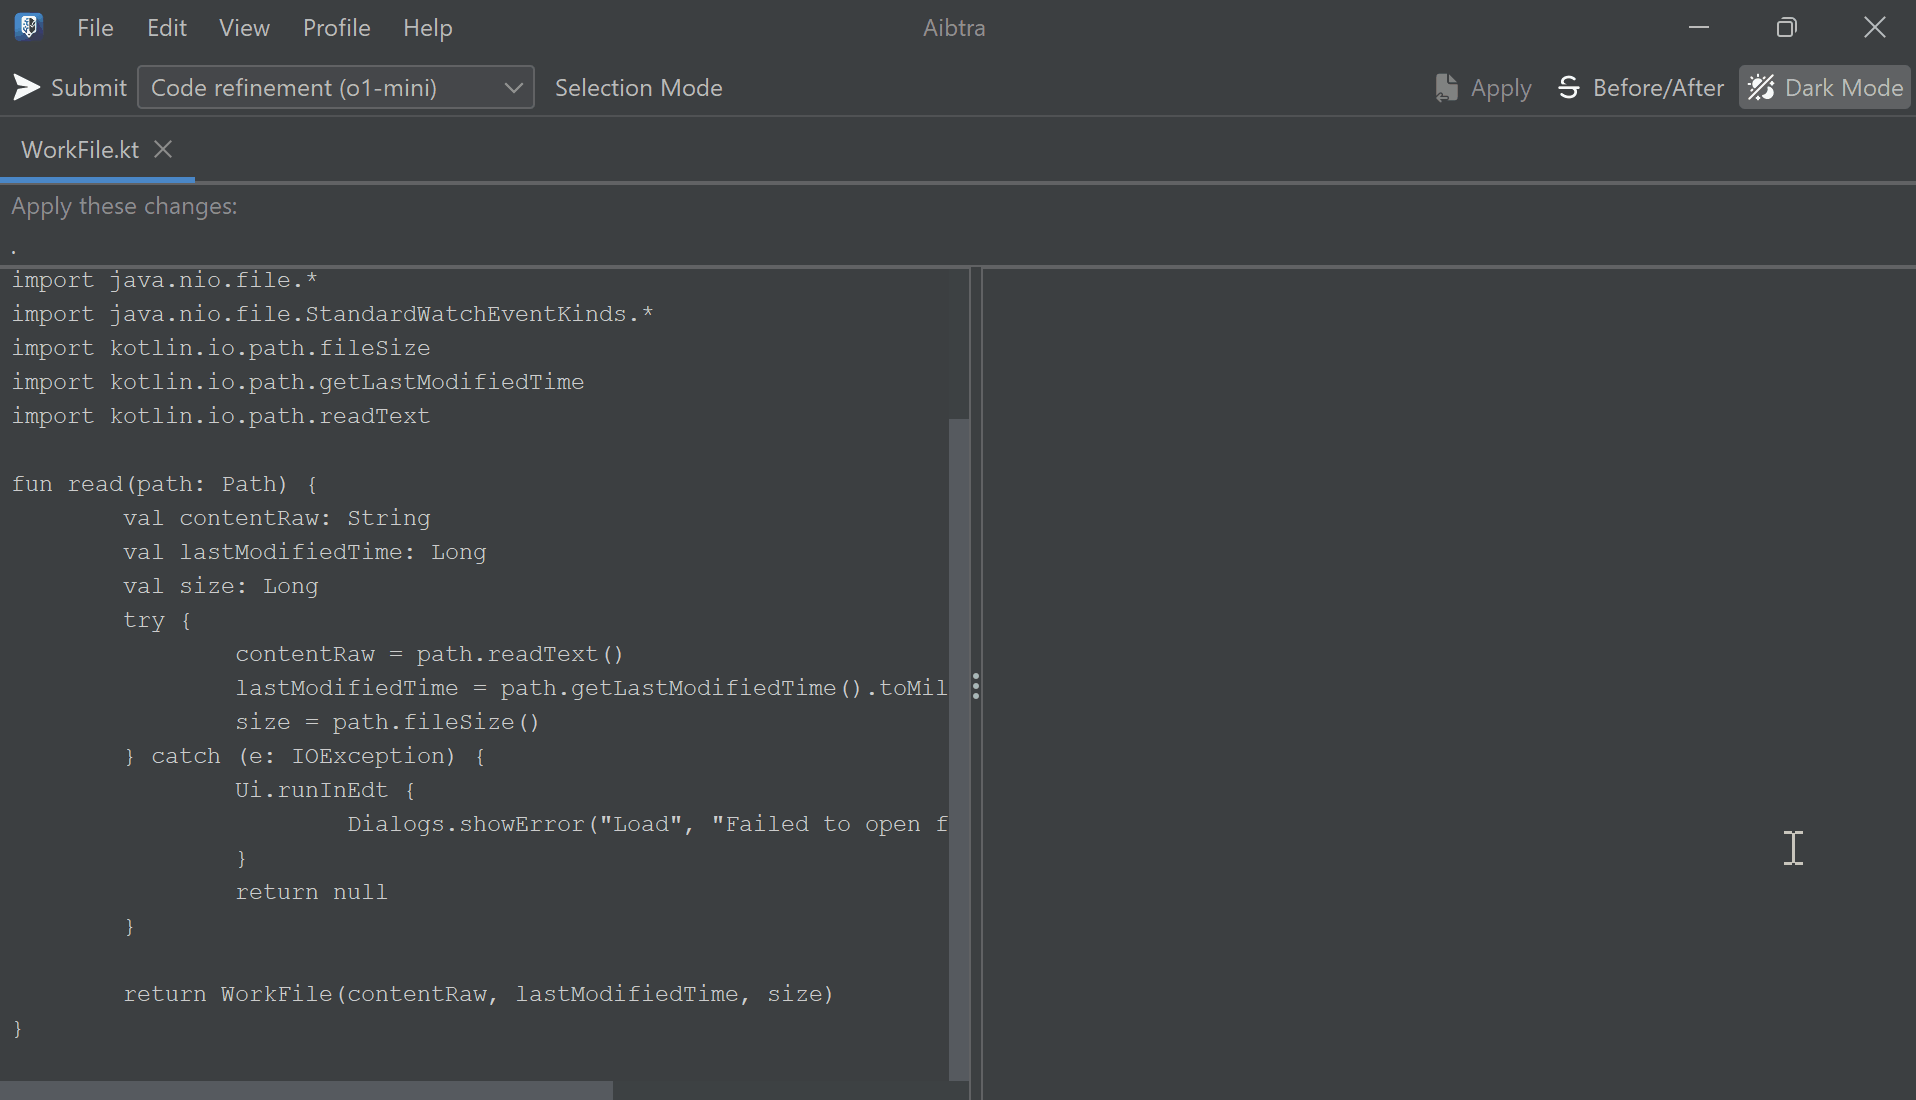 File Edit View Profile Help Aibtra
Submit Code refinement (o1-mini) Selection Mode Apply Before/After Dark Mode
WorkFile.kt
Apply these changes:
.
import java.nio.file.*
import java.nio.file.StandardWatchEventKinds.*
import kotlin.io.path.fileSize
import kotlin.io.path.getLastModifiedTime
import kotlin.io.path.readText
fun read(path: Path) {
val contentRaw: String
val lastModifiedTime: Long
val size: Long
try {
contentRaw = path.readText()
lastModifiedTime = path.getLastModifiedTime().toMil
size = path.fileSize()
} catch (e: IOException) {
Ui.runInEdt {
Dialogs.showError("Load", "Failed to open f
}
return null
}
return WorkFile(contentRaw, lastModifiedTime, size)
}